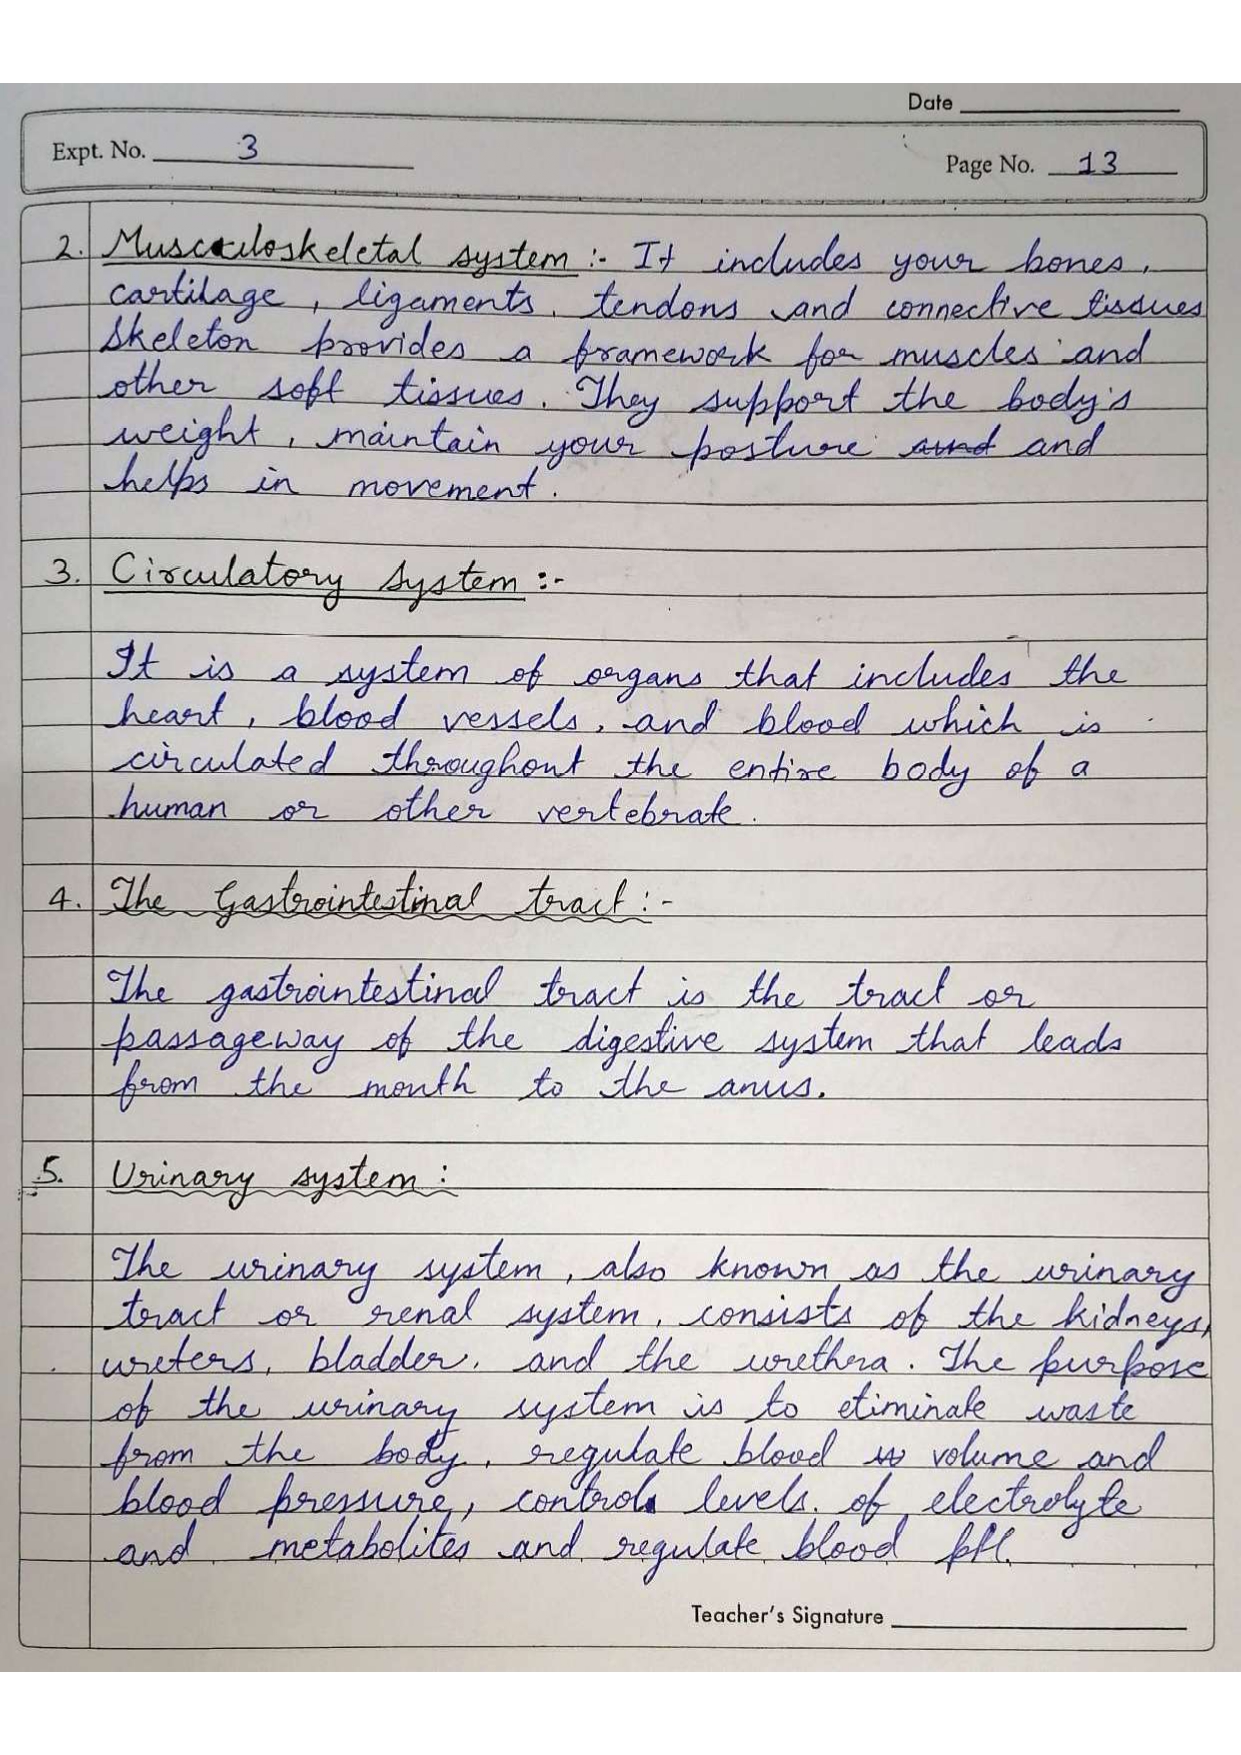 Date
Expt. No. 3
Page No. 13
2. Musculoskeletal system :- It includes your bones,
cartilage, ligaments, tendons and connective tissues
skeleton provides a framework for muscles and
other soft tissues. They support the body's
weight, maintain your posture and and
helps in movement.
3. Circulatory system :-
It is a system of organs that includes the
heart, blood vessels, and blood which is
circulated throughout the entire body of a
human or other vertebrate.
4. The Gastrointestinal tract :-
The gastrointestinal tract is the tract or
passageway of the digestive system that leads
from the mouth to the anus.
5. Urinary system :
The urinary system, also known as the urinary
tract or renal system, consists of the kidneys,
ureters, bladder, and the urethra. The purpose
of the urinary system is to etiminate waste
from the body, regulate blood volume and
blood pressure, control levels of electrolyte
and metabolites and regulate blood pH.
Teacher's Signature